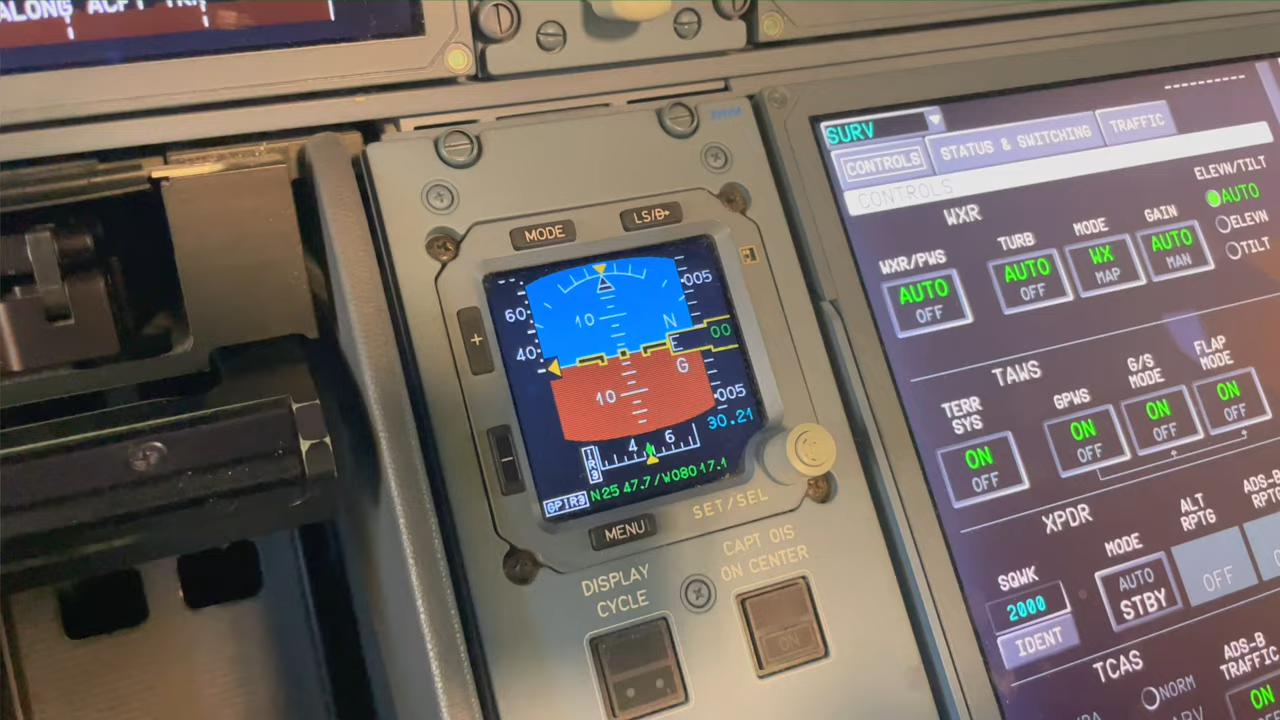 ALONG ACFT TRK
MODE
LS/B
60
40
10
10
N
E
G
005
00
005
30.21
4
6
IRS
GPIRS
N25 47.7/W080 17.1
+
-
MENU
SET/SEL
DISPLAY
CYCLE
CAPT OIS
ON CENTER
ON
SURV
CONTROLS
STATUS & SWITCHING
TRAFFIC
CONTROLS
WXR
ELEVN/TILT
WXR/PWS
AUTO
OFF
TURB
AUTO
OFF
MODE
WX
MAP
GAIN
AUTO
MAN
AUTO
ELEVN
TILT
TAWS
TERR
SYS
ON
OFF
GPWS
ON
OFF
G/S
MODE
ON
OFF
FLAP
MODE
ON
OFF
XPDR
SQWK
2000
IDENT
MODE
AUTO
STBY
ALT
RPTG
OFF
ADS-B
RPTG
TCAS
NORM
ADS-B
TRAFFIC
ON